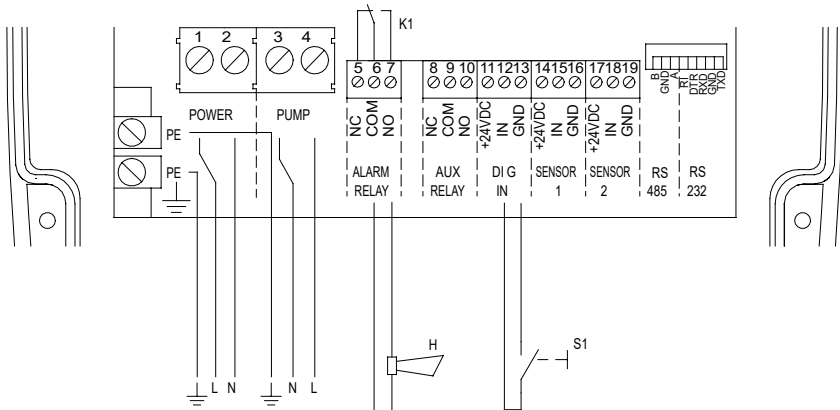 1 2 3 4
K1
5 6 7
8 9 10 11 12 13 14 15 16 17 18 19
B
GND
A
RI
DTR
RXD
GND
TXD
POWER
PUMP
NC
COM
NO
NC
COM
NO
+24VDC
IN
GND
+24VDC
IN
GND
+24VDC
IN
GND
PE
PE
ALARM
RELAY
AUX
RELAY
DI G
IN
SENSOR
1
SENSOR
2
RS
485
RS
232
H
S1
L N N L